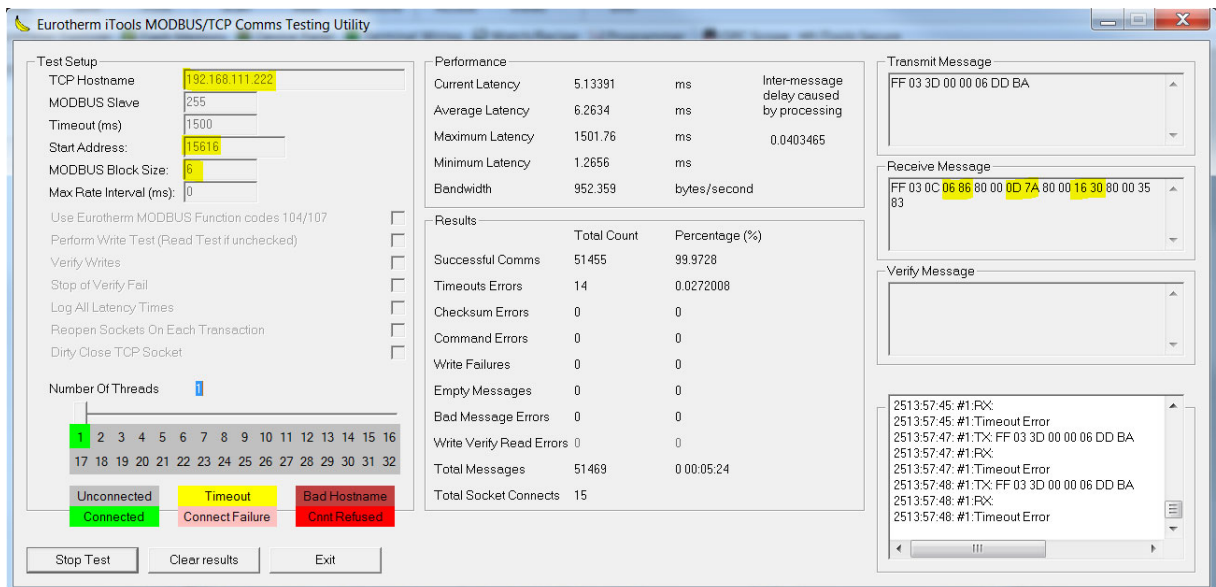 Eurotherm iTools MODBUS/TCP Comms Testing Utility
Test Setup
TCP Hostname 192.168.111.222
MODBUS Slave 255
Timeout (ms) 1500
Start Address: 15616
MODBUS Block Size: 6
Max Rate Interval (ms): 0
Use Eurotherm MODBUS Function codes 104/107
Perform Write Test (Read Test if unchecked)
Verify Writes
Stop of Verify Fail
Log All Latency Times
Reopen Sockets On Each Transaction
Dirty Close TCP Socket
Number Of Threads 1
1 2 3 4 5 6 7 8 9 10 11 12 13 14 15 16
17 18 19 20 21 22 23 24 25 26 27 28 29 30 31 32
Unconnected Timeout Bad Hostname
Connected Connect Failure Cnnt Refused
Stop Test Clear results Exit
Performance
Current Latency 5.13391 ms
Average Latency 6.2634 ms
Maximum Latency 1501.76 ms
Minimum Latency 1.2656 ms
Bandwidth 952.359 bytes/second
Inter-message
delay caused
by processing
0.0403465
Results
Total Count Percentage (%)
Successful Comms 51455 99.9728
Timeouts Errors 14 0.0272008
Checksum Errors 0 0
Command Errors 0 0
Write Failures 0 0
Empty Messages 0 0
Bad Message Errors 0 0
Write Verify Read Errors 0 0
Total Messages 51469 0 00:05:24
Total Socket Connects 15
Transmit Message
FF 03 3D 00 00 06 DD BA
Receive Message
FF 03 0C 06 86 80 00 0D 7A 80 00 16 30 80 00 35
83
Verify Message
2513:57:45: #1:RX:
2513:57:45: #1:Timeout Error
2513:57:47: #1:TX: FF 03 3D 00 00 06 DD BA
2513:57:47: #1:RX:
2513:57:47: #1:Timeout Error
2513:57:48: #1:TX: FF 03 3D 00 00 06 DD BA
2513:57:48: #1:RX:
2513:57:48: #1:Timeout Error